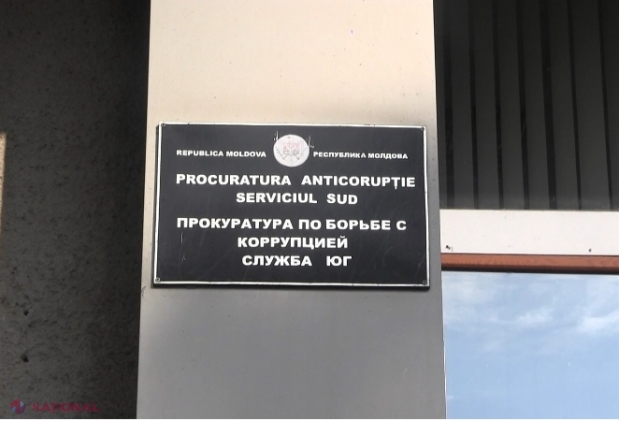 REPUBLICA MOLDOVA РЕСПУБЛИКА МОЛДОВА
PROCURATURA ANTICORUPȚIE
SERVICIUL SUD
ПРОКУРАТУРА ПО БОРЬБЕ С
КОРРУПЦИЕЙ
СЛУЖБА ЮГ